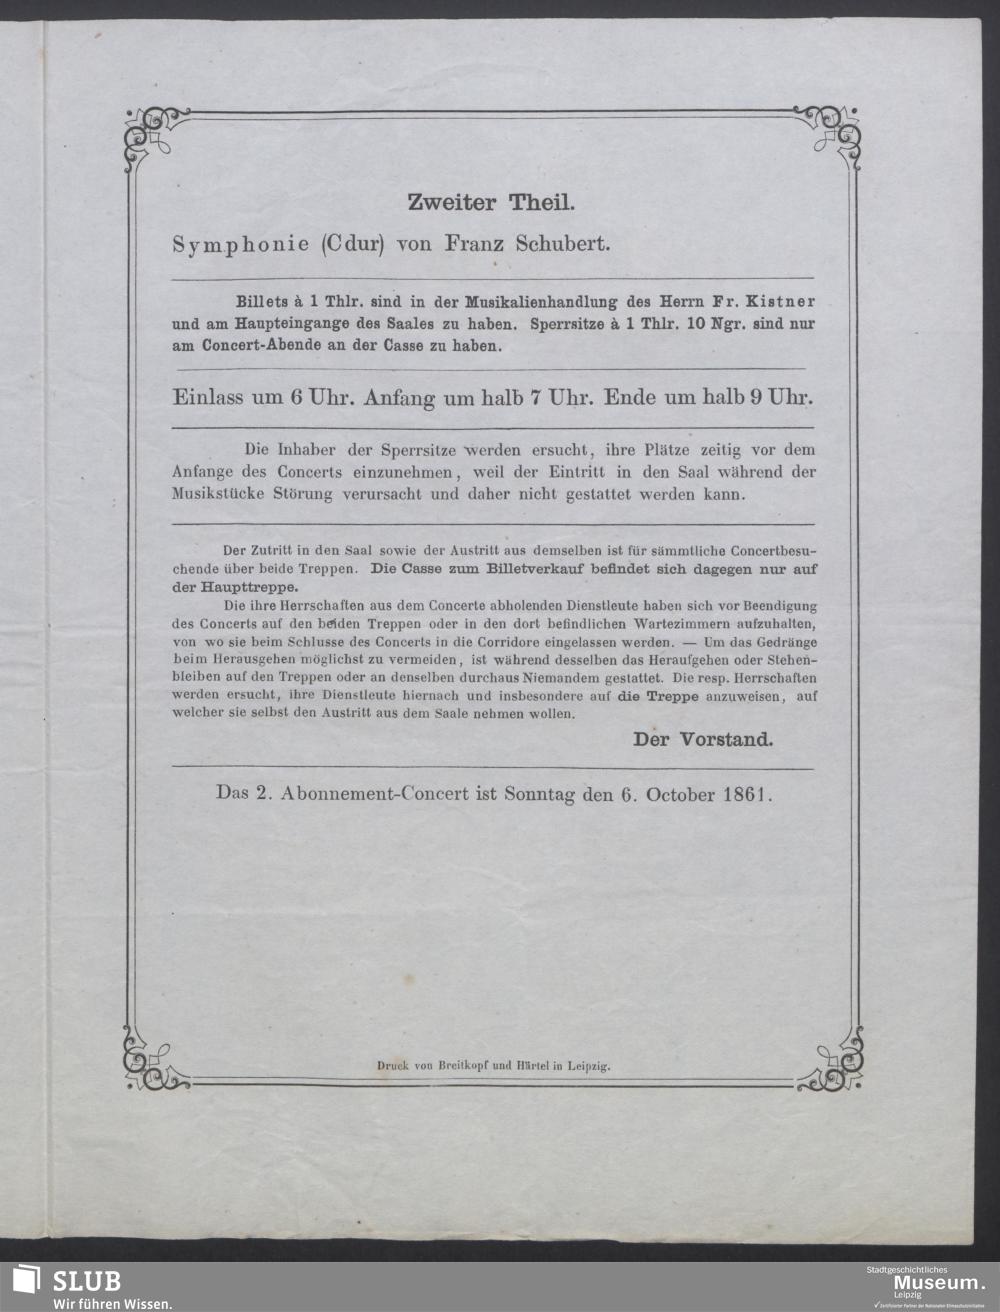 Zweiter Theil.
Symphonie (Cdur) von Franz Schubert.
Billets à 1 Thlr. sind in der Musikalienhandlung des Herrn Fr. Kistner
und am Haupteingange des Saales zu haben. Sperrsitze à 1 Thlr. 10 Ngr. sind nur
am Concert-Abende an der Casse zu haben.
Einlass um 6 Uhr. Anfang um halb 7 Uhr. Ende um halb 9 Uhr.
Die Inhaber der Sperrsitze werden ersucht, ihre Plätze zeitig vor dem
Anfange des Concerts einzunehmen, weil der Eintritt in den Saal während der
Musikstücke Störung verursacht und daher nicht gestattet werden kann.
Der Zutritt in den Saal sowie der Austritt aus demselben ist für sämmtliche Concertbesu-
chende über beide Treppen. Die Casse zum Billetverkauf befindet sich dagegen nur auf
der Haupttreppe.
Die ihre Herrschaften aus dem Concerte abholenden Dienstleute haben sich vor Beendigung
des Concerts auf den beiden Treppen oder in den dort befindlichen Wartezimmern aufzuhalten,
von wo sie beim Schlusse des Concerts in die Corridore eingelassen werden. — Um das Gedränge
beim Herausgehen möglichst zu vermeiden, ist während desselben das Heraufgehen oder Stehen-
bleiben auf den Treppen oder an denselben durchaus Niemandem gestattet. Die resp. Herrschaften
werden ersucht, ihre Dienstleute hiernach und insbesondere auf die Treppe anzuweisen, auf
welcher sie selbst den Austritt aus dem Saale nehmen wollen.
Der Vorstand.
Das 2. Abonnement-Concert ist Sonntag den 6. October 1861.
Druck von Breitkopf und Härtel in Leipzig.
SLUB
Wir führen Wissen.
Stadtgeschichtliches
Museum.
Leipzig
✓ Zertifizierter Partner der Nationalen Klimaschutzinitiative